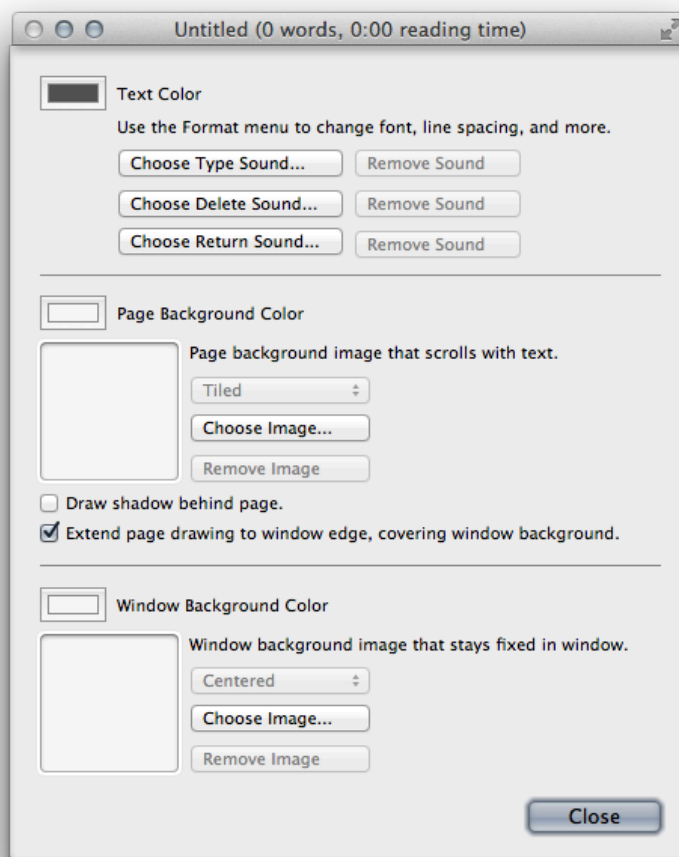 Untitled (0 words, 0:00 reading time)
Text Color
Use the Format menu to change font, line spacing, and more.
Choose Type Sound... Remove Sound
Choose Delete Sound... Remove Sound
Choose Return Sound... Remove Sound
Page Background Color
Page background image that scrolls with text.
Tiled
Choose Image...
Remove Image
Draw shadow behind page.
Extend page drawing to window edge, covering window background.
Window Background Color
Window background image that stays fixed in window.
Centered
Choose Image...
Remove Image
Close